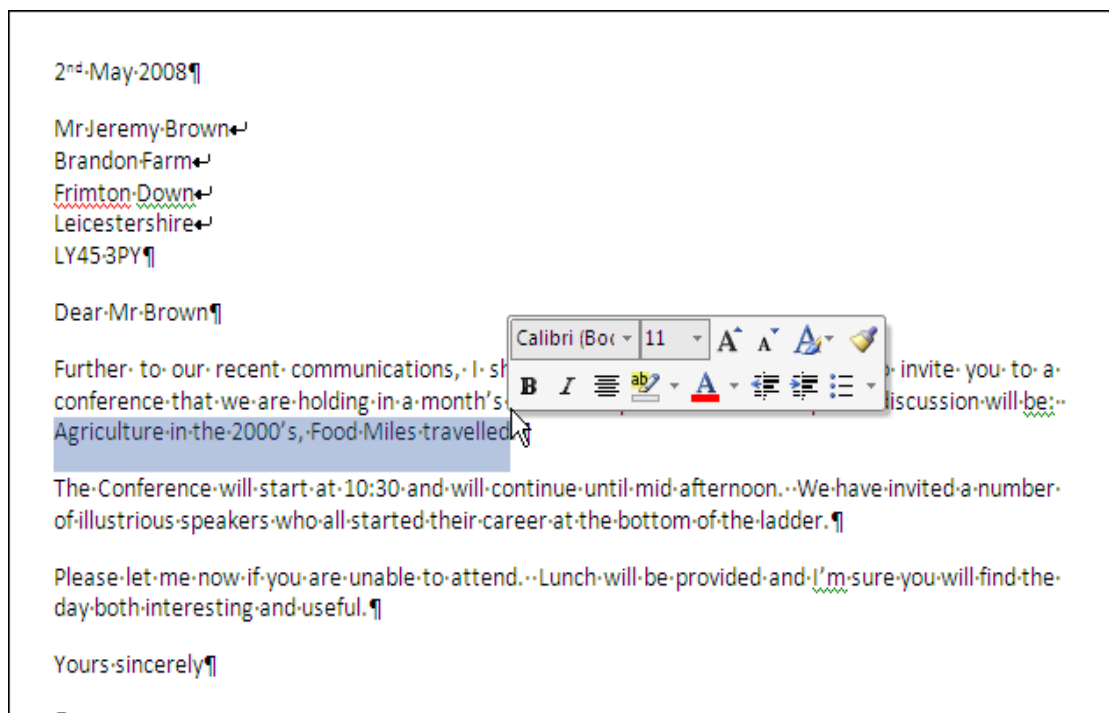 2nd May 2008¶
Mr Jeremy Brown↵
Brandon Farm↵
Frimton Down↵
Leicestershire↵
LY45 3PY¶
Dear Mr Brown¶
Calibri (Boc 11 A A A
Further to our recent communications, I sh invite you to a
B I ab A
conference that we are holding in a month's discussion will be:
Agriculture in the 2000's, Food Miles travelled
The Conference will start at 10:30 and will continue until mid afternoon. We have invited a number
of illustrious speakers who all started their career at the bottom of the ladder.¶
Please let me now if you are unable to attend. Lunch will be provided and I'm sure you will find the
day both interesting and useful.¶
Yours sincerely¶